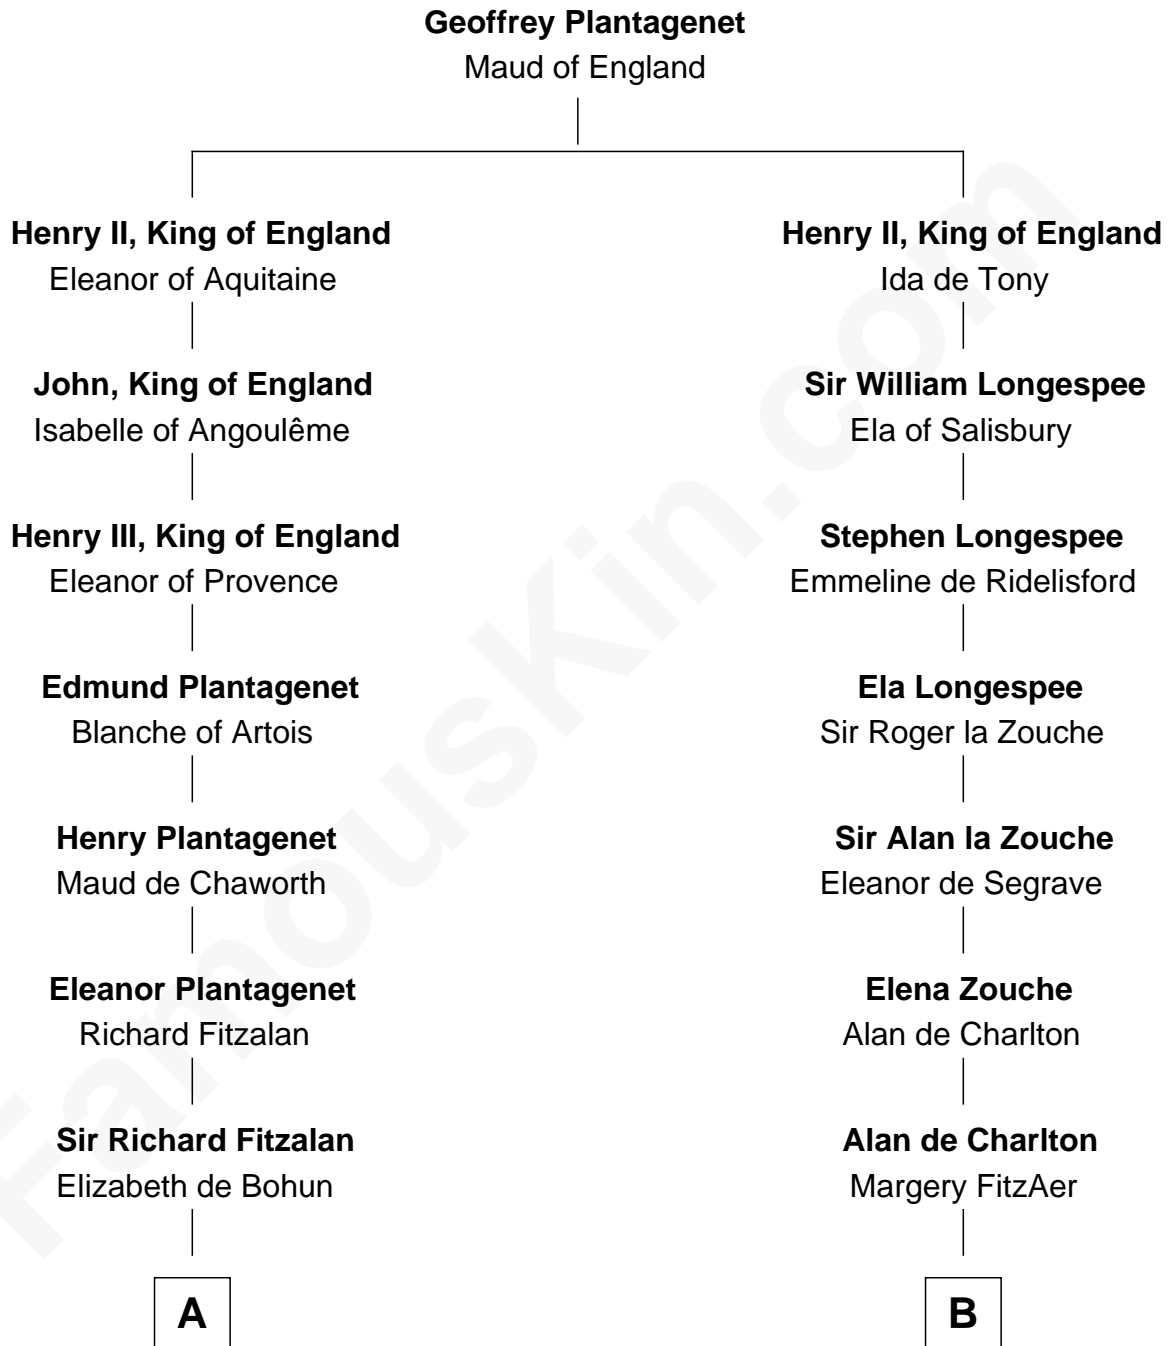 Geoffrey Plantagenet
Maud of England
Henry II, King of England
Eleanor of Aquitaine
John, King of England
Isabelle of Angoulême
Henry III, King of England
Eleanor of Provence
Edmund Plantagenet
Blanche of Artois
Henry Plantagenet
Maud de Chaworth
Eleanor Plantagenet
Richard Fitzalan
Sir Richard Fitzalan
Elizabeth de Bohun
A
Henry II, King of England
Ida de Tony
Sir William Longespee
Ela of Salisbury
Stephen Longespee
Emmeline de Ridelisford
Ela Longespee
Sir Roger la Zouche
Sir Alan la Zouche
Eleanor de Segrave
Elena Zouche
Alan de Charlton
Alan de Charlton
Margery FitzAer
B
FamousKin.com